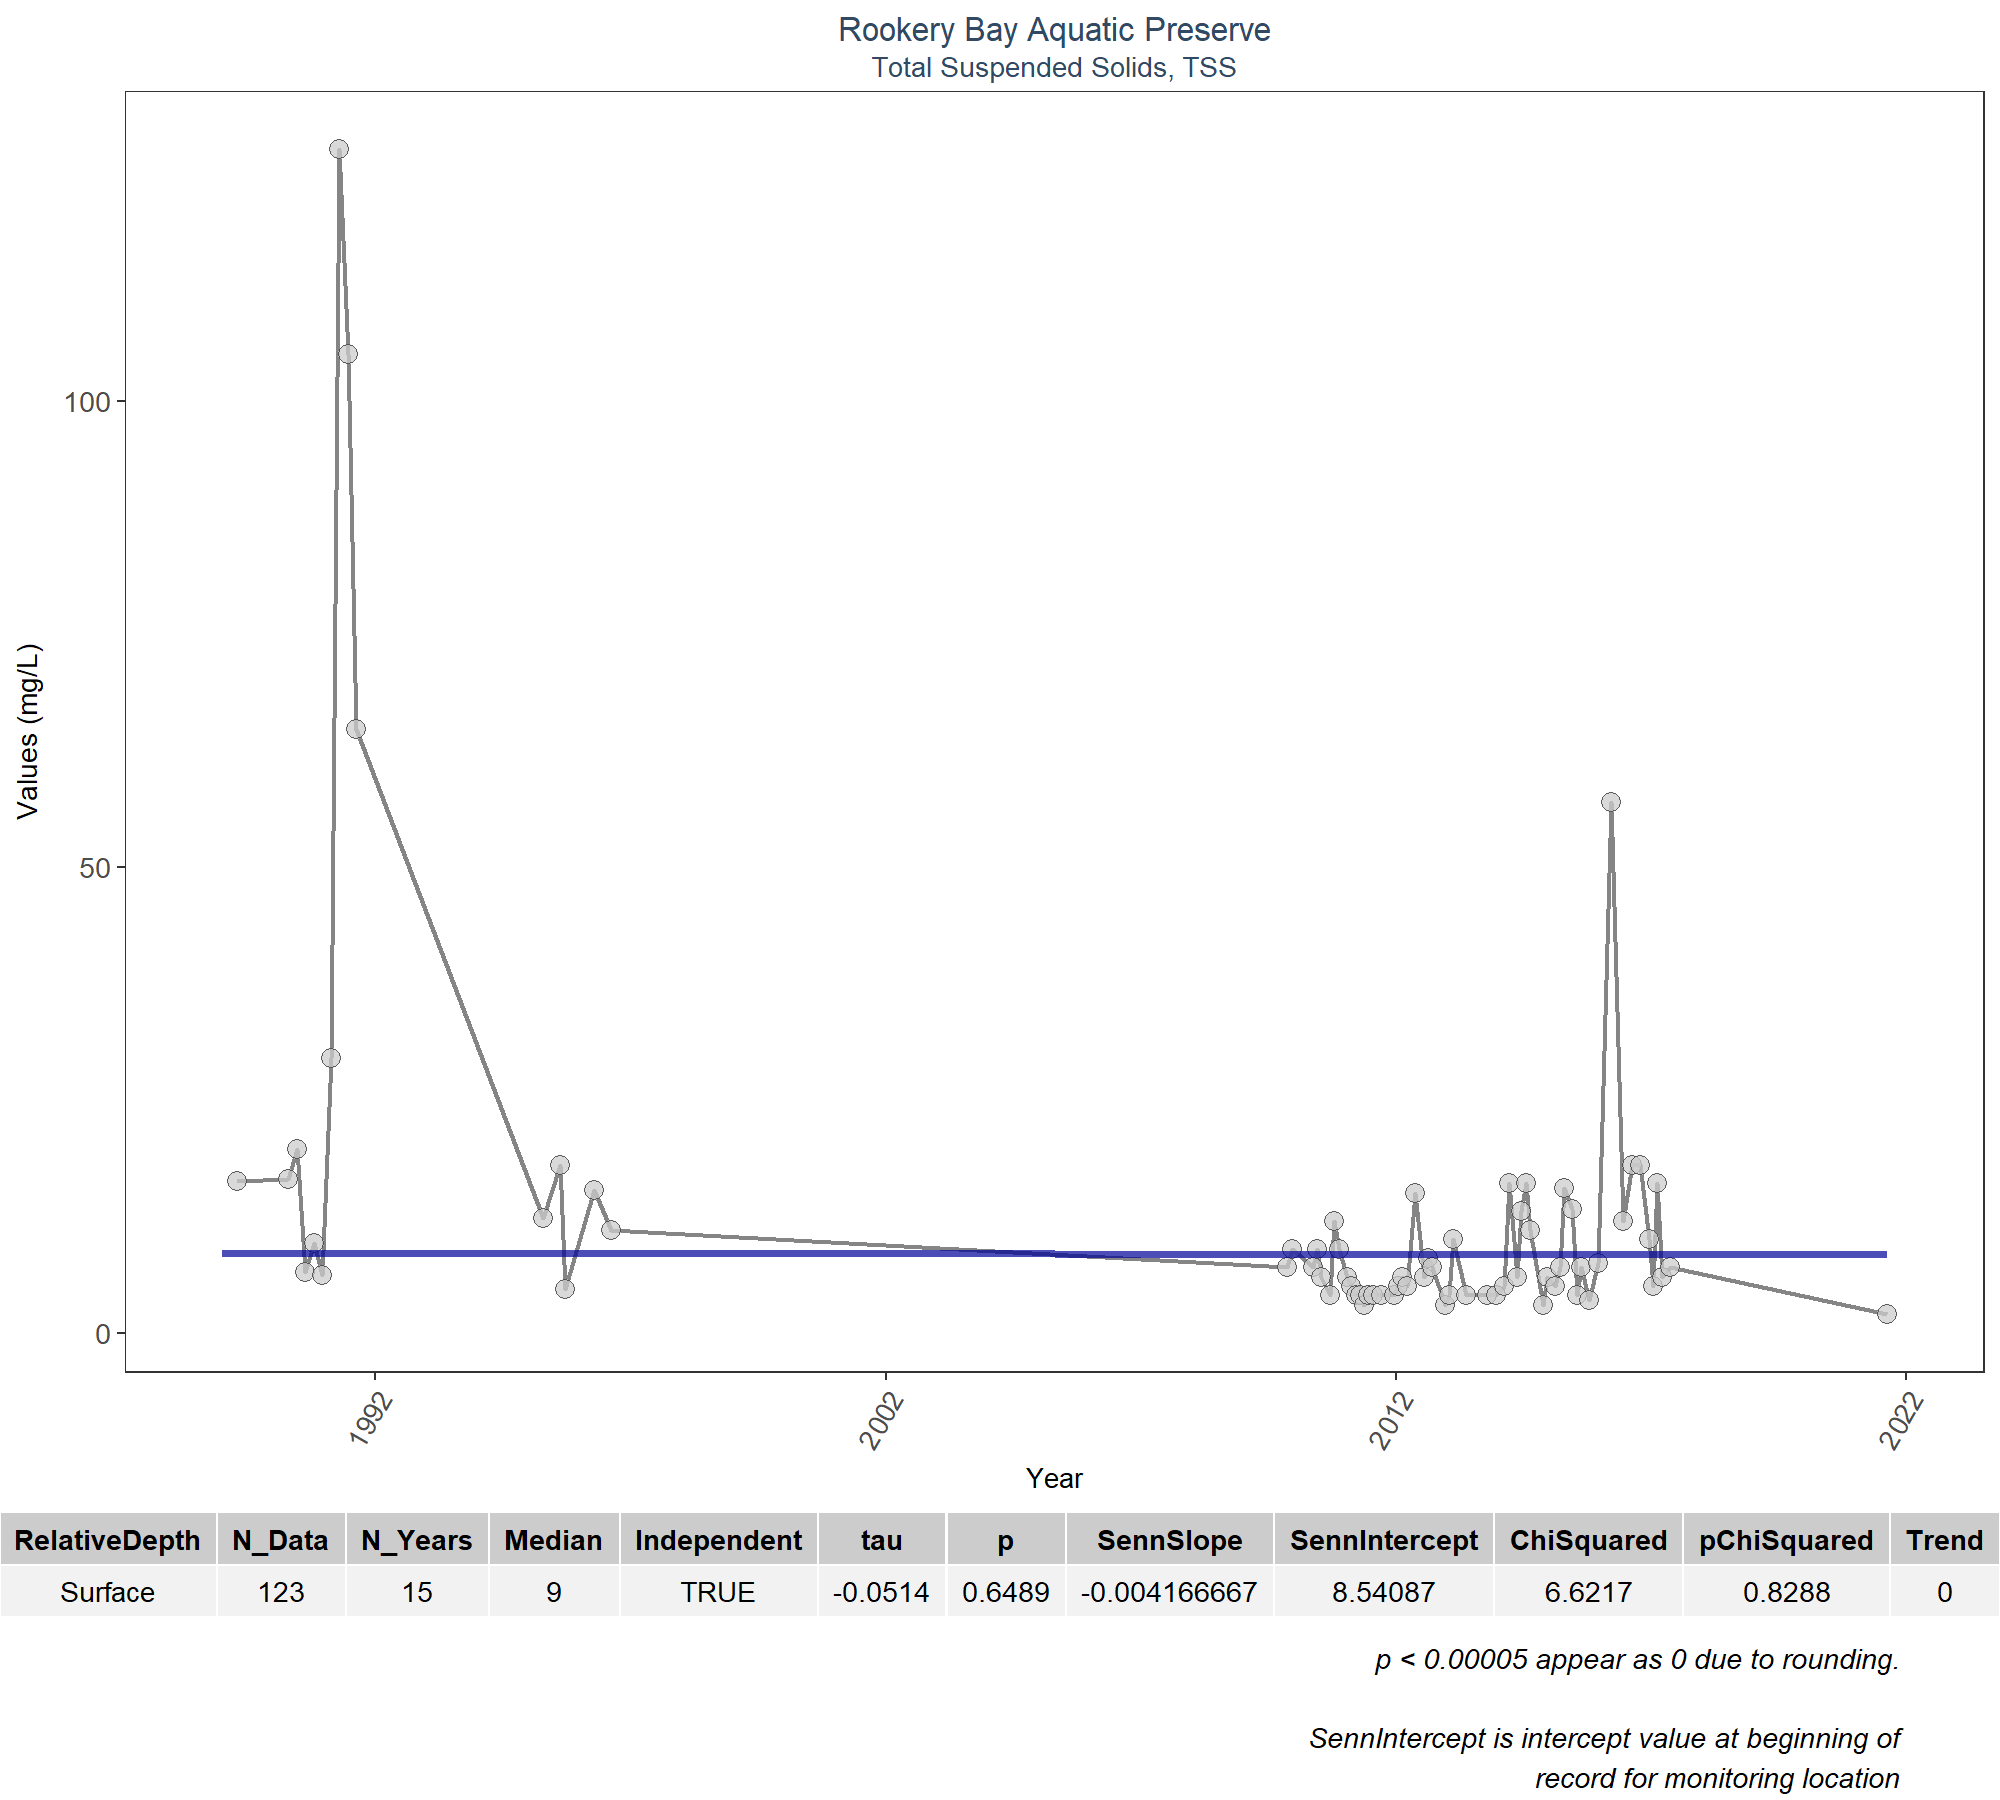 Rookery Bay Aquatic Preserve
Total Suspended Solids, TSS
Values (mg/L)
100
50
0
1992
2002
2012
2022
Year
RelativeDepth N_Data N_Years Median Independent tau p SennSlope SennIntercept ChiSquared pChiSquared Trend
Surface 123 15 9 TRUE -0.0514 0.6489 -0.004166667 8.54087 6.6217 0.8288 0
p < 0.00005 appear as 0 due to rounding.
SennIntercept is intercept value at beginning of
record for monitoring location